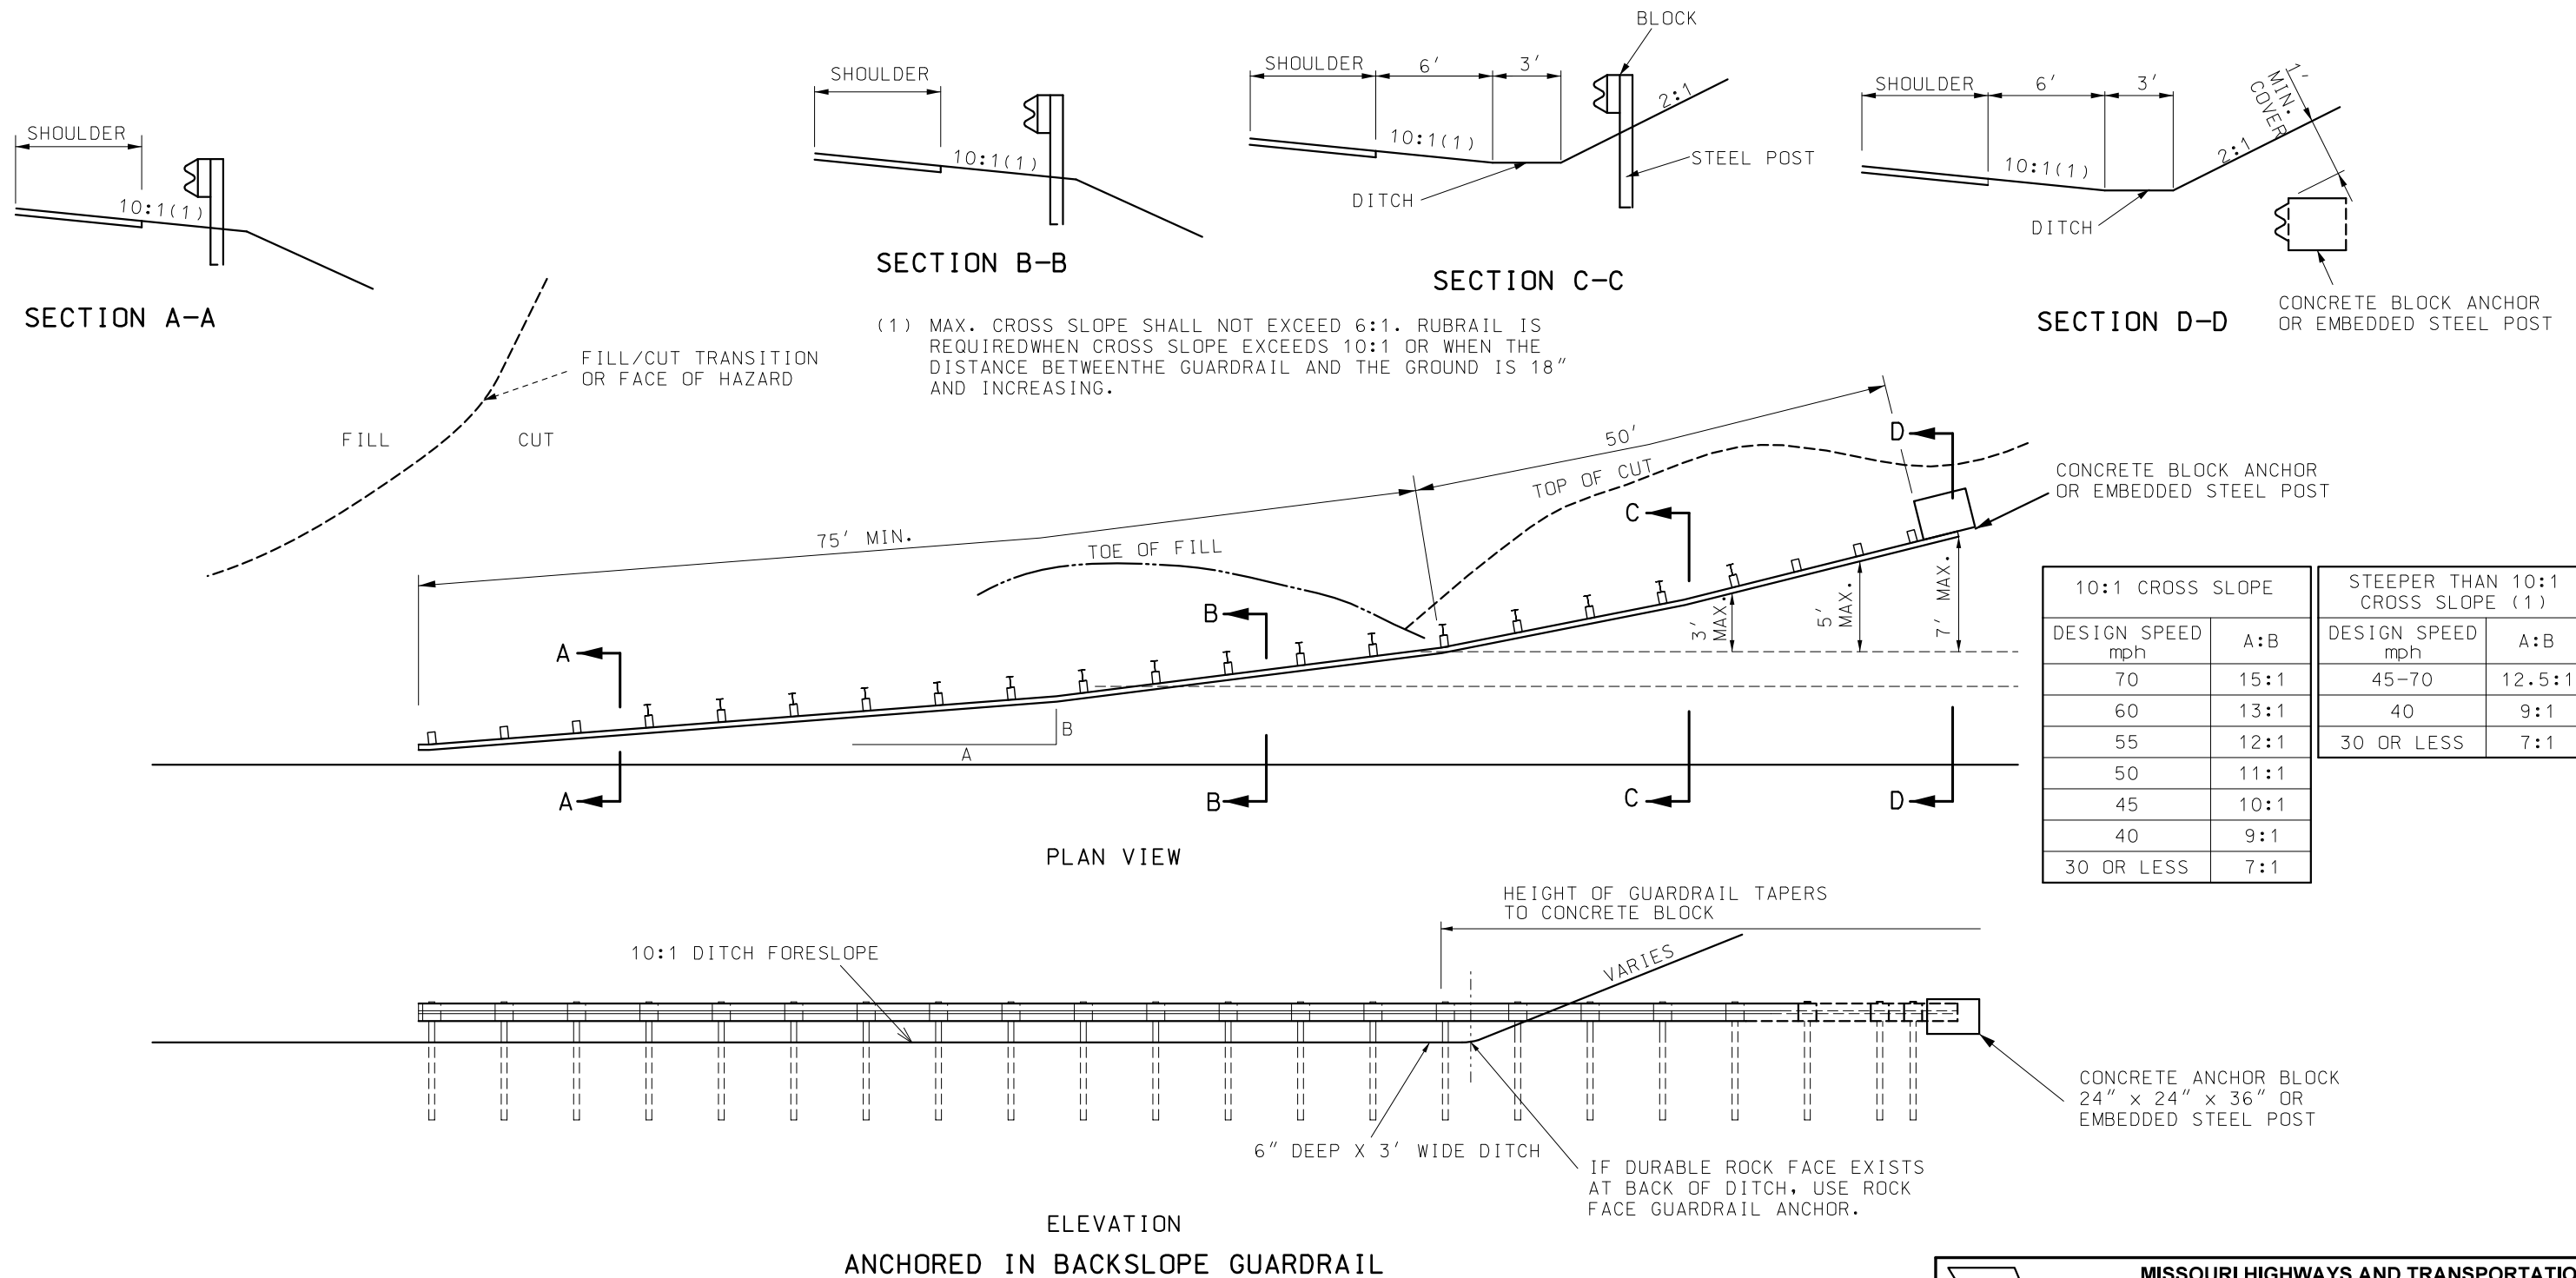 BLOCK
SHOULDER
10:1(1)
SECTION A-A
SHOULDER
10:1(1)
SECTION B-B
SHOULDER
6'
3'
10:1(1)
2:1
STEEL POST
DITCH
SECTION C-C
SHOULDER
6'
3'
1'
MIN.
COVER
10:1(1)
2:1
DITCH
CONCRETE BLOCK ANCHOR
OR EMBEDDED STEEL POST
SECTION D-D
(1) MAX. CROSS SLOPE SHALL NOT EXCEED 6:1. RUBRAIL IS
REQUIREDWHEN CROSS SLOPE EXCEEDS 10:1 OR WHEN THE
DISTANCE BETWEENTHE GUARDRAIL AND THE GROUND IS 18"
AND INCREASING.
FILL/CUT TRANSITION
OR FACE OF HAZARD
FILL
CUT
75' MIN.
50'
TOE OF FILL
TOP OF CUT
CONCRETE BLOCK ANCHOR
OR EMBEDDED STEEL POST
A
B
C
D
3'
MAX.
5'
MAX.
7' MAX.
B
A
A
B
C
D
PLAN VIEW
10:1 CROSS SLOPE
DESIGN SPEED
mph
A:B
70 15:1
60 13:1
55 12:1
50 11:1
45 10:1
40 9:1
30 OR LESS 7:1
STEEPER THAN 10:1
CROSS SLOPE (1)
DESIGN SPEED
mph
A:B
45-70 12.5:1
40 9:1
30 OR LESS 7:1
HEIGHT OF GUARDRAIL TAPERS
TO CONCRETE BLOCK
10:1 DITCH FORESLOPE
VARIES
6" DEEP X 3' WIDE DITCH
IF DURABLE ROCK FACE EXISTS
AT BACK OF DITCH, USE ROCK
FACE GUARDRAIL ANCHOR.
CONCRETE ANCHOR BLOCK
24" x 24" x 36" OR
EMBEDDED STEEL POST
ELEVATION
ANCHORED IN BACKSLOPE GUARDRAIL
MISSOURI HIGHWAYS AND TRANSPORTATIO